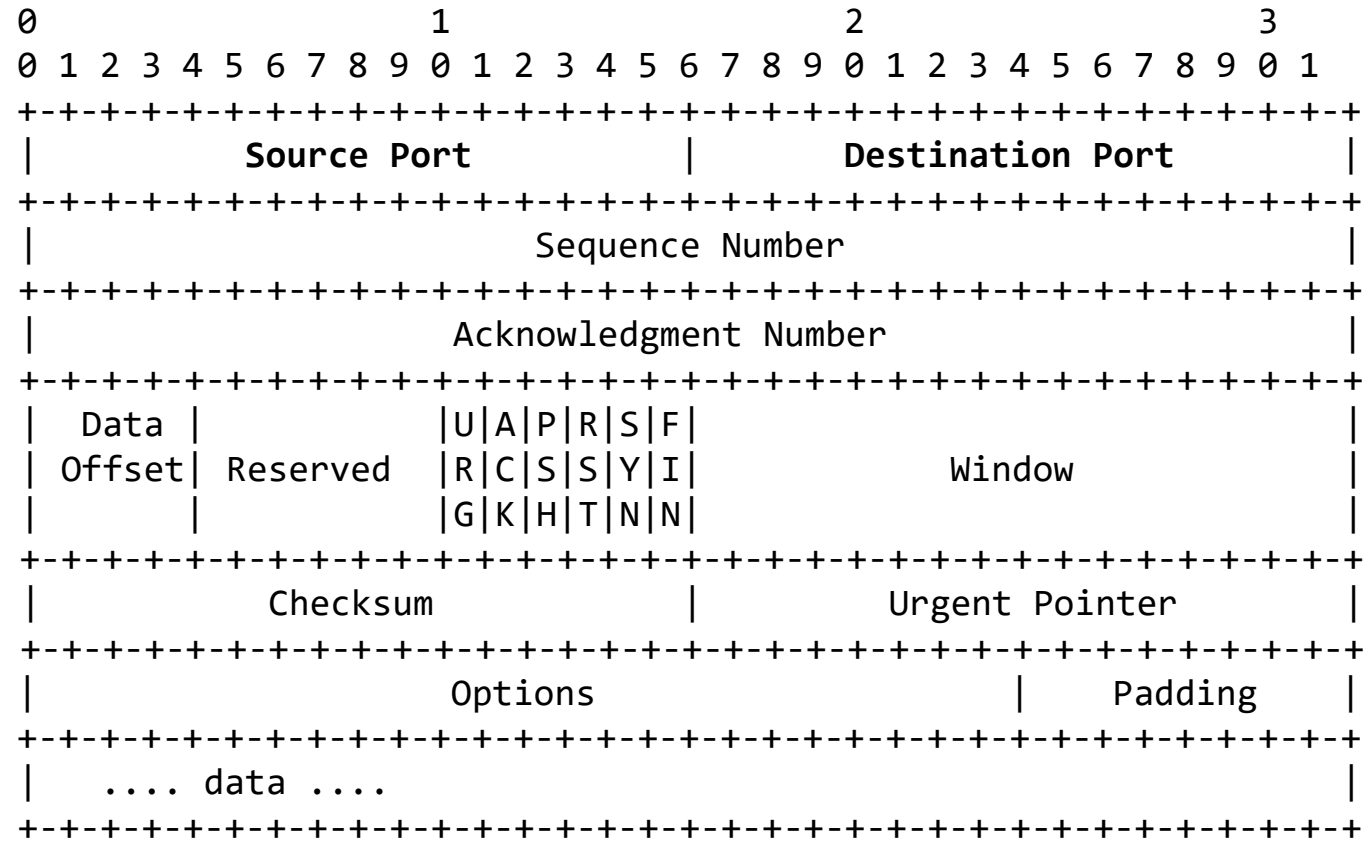 0                   1                   2                   3
0 1 2 3 4 5 6 7 8 9 0 1 2 3 4 5 6 7 8 9 0 1 2 3 4 5 6 7 8 9 0 1
+-+-+-+-+-+-+-+-+-+-+-+-+-+-+-+-+-+-+-+-+-+-+-+-+-+-+-+-+-+-+-+-+
|          Source Port          |       Destination Port        |
+-+-+-+-+-+-+-+-+-+-+-+-+-+-+-+-+-+-+-+-+-+-+-+-+-+-+-+-+-+-+-+-+
|                        Sequence Number                        |
+-+-+-+-+-+-+-+-+-+-+-+-+-+-+-+-+-+-+-+-+-+-+-+-+-+-+-+-+-+-+-+-+
|                    Acknowledgment Number                      |
+-+-+-+-+-+-+-+-+-+-+-+-+-+-+-+-+-+-+-+-+-+-+-+-+-+-+-+-+-+-+-+-+
|  Data |           |U|A|P|R|S|F|                               |
| Offset| Reserved  |R|C|S|S|Y|I|            Window             |
|       |           |G|K|H|T|N|N|                               |
+-+-+-+-+-+-+-+-+-+-+-+-+-+-+-+-+-+-+-+-+-+-+-+-+-+-+-+-+-+-+-+-+
|           Checksum            |         Urgent Pointer        |
+-+-+-+-+-+-+-+-+-+-+-+-+-+-+-+-+-+-+-+-+-+-+-+-+-+-+-+-+-+-+-+-+
|                    Options                    |    Padding    |
+-+-+-+-+-+-+-+-+-+-+-+-+-+-+-+-+-+-+-+-+-+-+-+-+-+-+-+-+-+-+-+-+
|   .... data ....                                              |
+-+-+-+-+-+-+-+-+-+-+-+-+-+-+-+-+-+-+-+-+-+-+-+-+-+-+-+-+-+-+-+-+